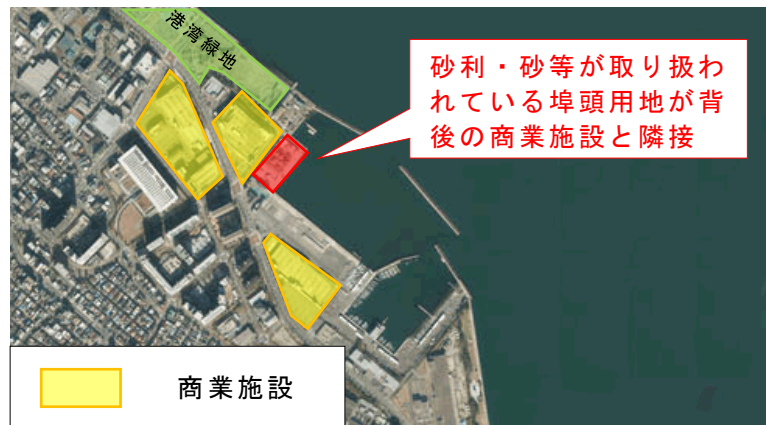 港湾緑地
砂利・砂等が取り扱わ
れている埠頭用地が背
後の商業施設と隣接
商業施設